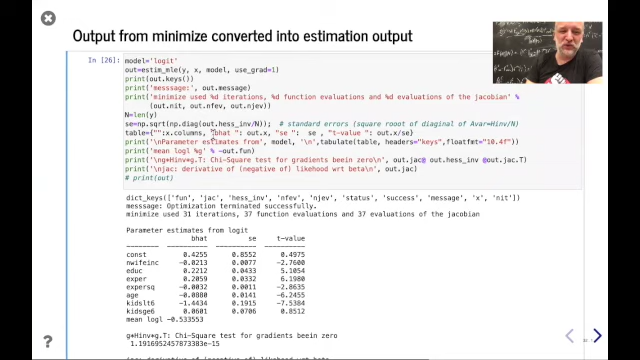 Output from minimize converted into estimation output
In [26]:
model='logit'
out=estim_mle(y, x, model, use_grad=1)
print(out.keys())
print('messsage:', out.message)
print('minimize used %d iterations, %d function evaluations and %d evaluations of the jacobian' %
(out.nit, out.nfev, out.njev))
N=len(y)
se=np.sqrt(np.diag(out.hess_inv/N)); # standard errors (square rooot of diaginal of Avar=Hinv/N)
table={"":x.columns, "bhat ": out.x, "se ": se , "t-value ": out.x/se}
print('\nParameter estimates from', model, '\n',tabulate(table, headers="keys",floatfmt="10.4f"))
print('mean logl %g' % -out.fun)
print('\ng*Hinv*g.T: Chi-Square test for gradients beein zero', out.jac@ out.hess_inv @out.jac.T)
print('\njac: derivative of (negative of) likehood wrt beta', out.jac)
# print(out)
dict_keys(['fun', 'jac', 'hess_inv', 'nfev', 'njev', 'status', 'success', 'message', 'x', 'nit'])
messsage: Optimization terminated successfully.
minimize used 31 iterations, 37 function evaluations and 37 evaluations of the jacobian
Parameter estimates from logit
bhat se t-value
-------- -------- ---------- ---------
const 0.4255 0.8552 0.4975
nwifeinc -0.0213 0.0077 -2.7600
educ 0.2212 0.0433 5.1054
exper 0.2059 0.0332 6.1980
expersq -0.0032 0.0011 -2.8635
age -0.0880 0.0141 -6.2455
kidslt6 -1.4434 0.1915 -7.5384
kidsge6 0.0601 0.0706 0.8512
mean logl -0.533553
g*Hinv*g.T: Chi-Square test for gradients beein zero
1.1916952457873383e-15